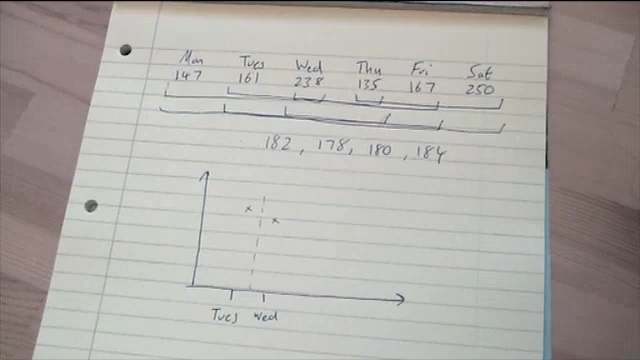 Mon Tues Wed Thu Fri Sat
147 161 238 135 167 250
182, 178, 180, 184
Tues Wed